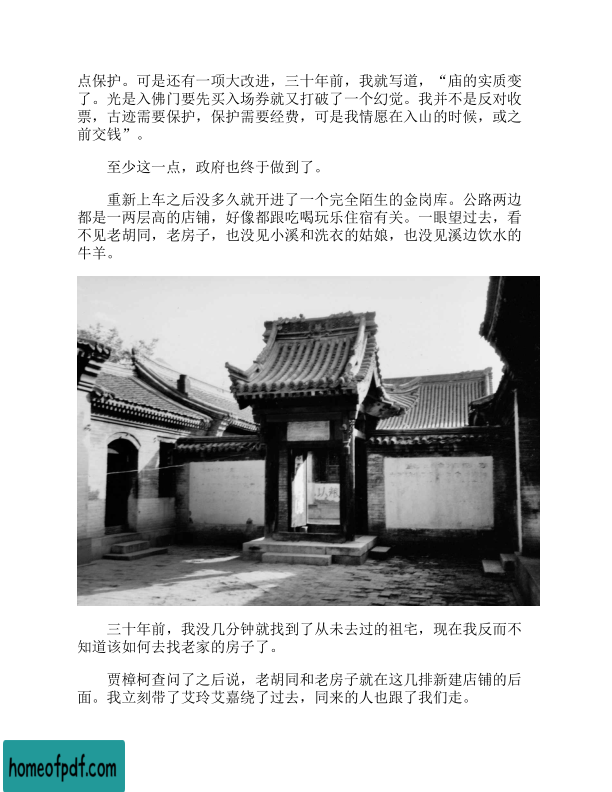 点保护。可是还有一项大改进，三十年前，我就写道，“庙的实质变
了。光是入佛门要先买入场券就又打破了一个幻觉。我并不是反对收
票，古迹需要保护，保护需要经费，可是我情愿在入山的时候，或之
前交钱”。
至少这一点，政府也终于做到了。
重新上车之后没多久就开进了一个完全陌生的金岗库。公路两边
都是一两层高的店铺，好像都跟吃喝玩乐住宿有关。一眼望过去，看
不见老胡同，老房子，也没见小溪和洗衣的姑娘，也没见溪边饮水的
牛羊。
三十年前，我没几分钟就找到了从未去过的祖宅，现在我反而不
知道该如何去找老家的房子了。
贾樟柯查问了之后说，老胡同和老房子就在这几排新建店铺的后
面。我立刻带了艾玲艾嘉绕了过去，同来的人也跟了我们走。
homeofpdf.com